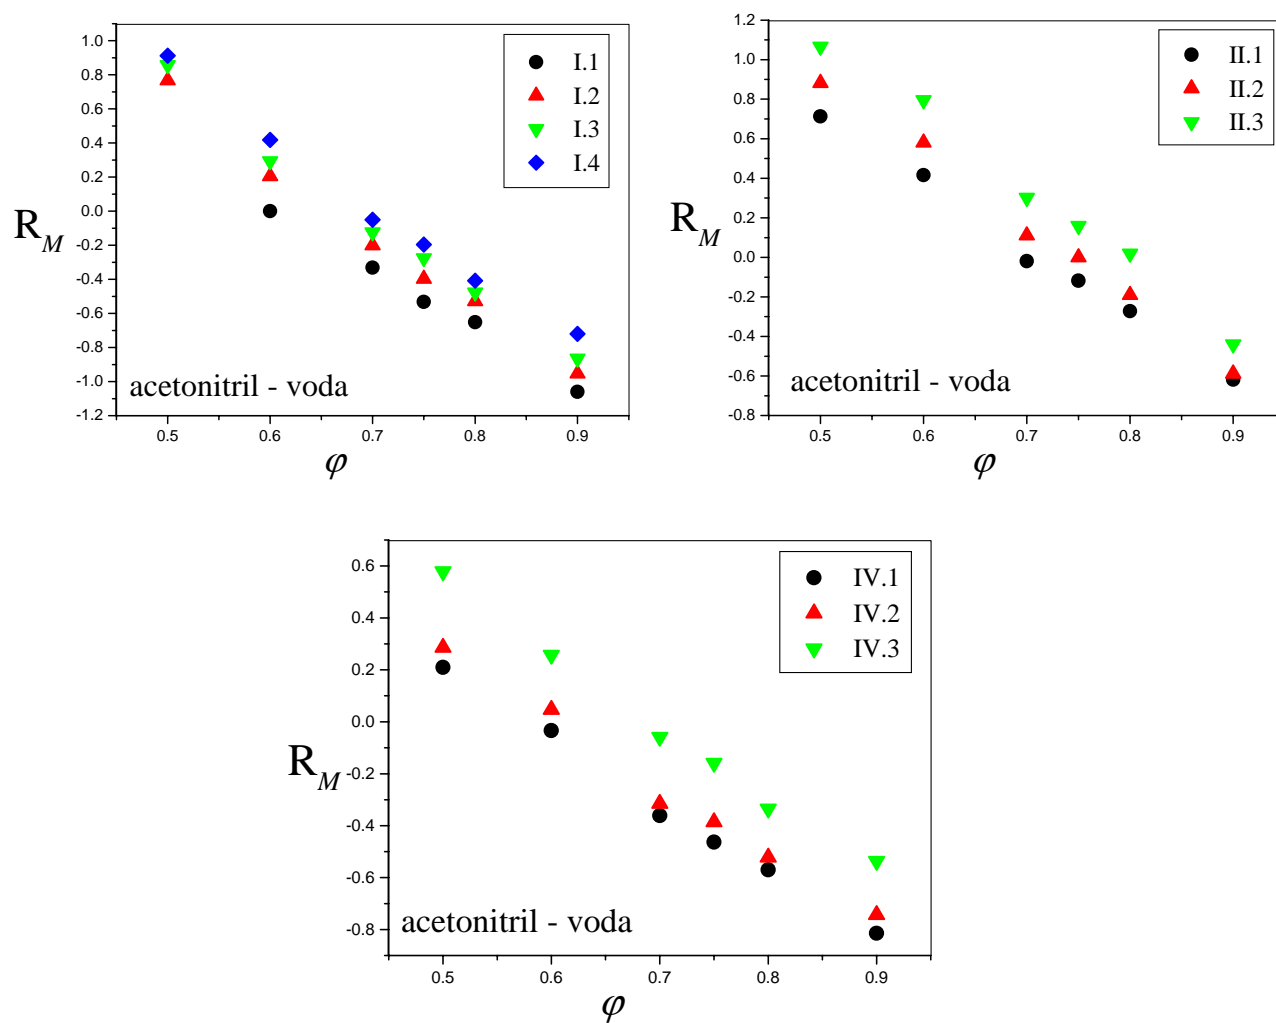 1.0
0.8
0.6
0.4
0.2
0.0
-0.2
-0.4
-0.6
-0.8
-1.0
-1.2
R_M
I.1
I.2
I.3
I.4
acetonitril - voda
0.5 0.6 0.7 0.8 0.9
φ
1.2
1.0
0.8
0.6
0.4
0.2
0.0
-0.2
-0.4
-0.6
-0.8
R_M
II.1
II.2
II.3
acetonitril - voda
0.5 0.6 0.7 0.8 0.9
φ
0.6
0.4
0.2
0.0
-0.2
-0.4
-0.6
-0.8
R_M
IV.1
IV.2
IV.3
acetonitril - voda
0.5 0.6 0.7 0.8 0.9
φ